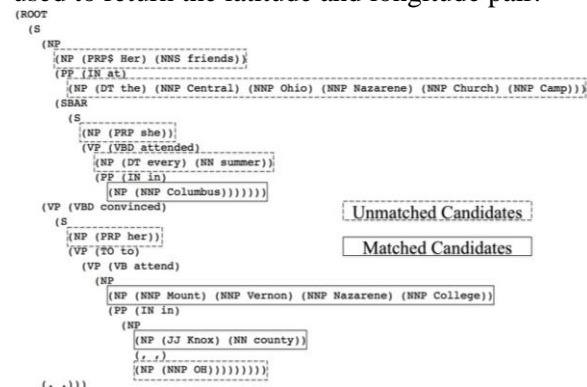 used to return the latitude and longitude pair.
(ROOT
(S
(NP
(NP (PRP$ Her) (NNS friends))
(PP (IN at)
(NP (DT the) (NNP Central) (NNP Ohio) (NNP Nazarene) (NNP Church) (NNP Camp)))
(SBAR
(S
(NP (PRP she))
(VP (VBD attended)
(NP (DT every) (NN summer))
(PP (IN in)
(NP (NNP Columbus)))))))
(VP (VBD convinced)
(S
(NP (PRP her))
(VP (TO to)
(VP (VB attend)
(NP
(NP (NNP Mount) (NNP Vernon) (NNP Nazarene) (NNP College))
(PP (IN in)
(NP
(NP (JJ Knox) (NN county))
(, ,)
(NP (NNP OH)))))))))
(. .)))
Unmatched Candidates
Matched Candidates